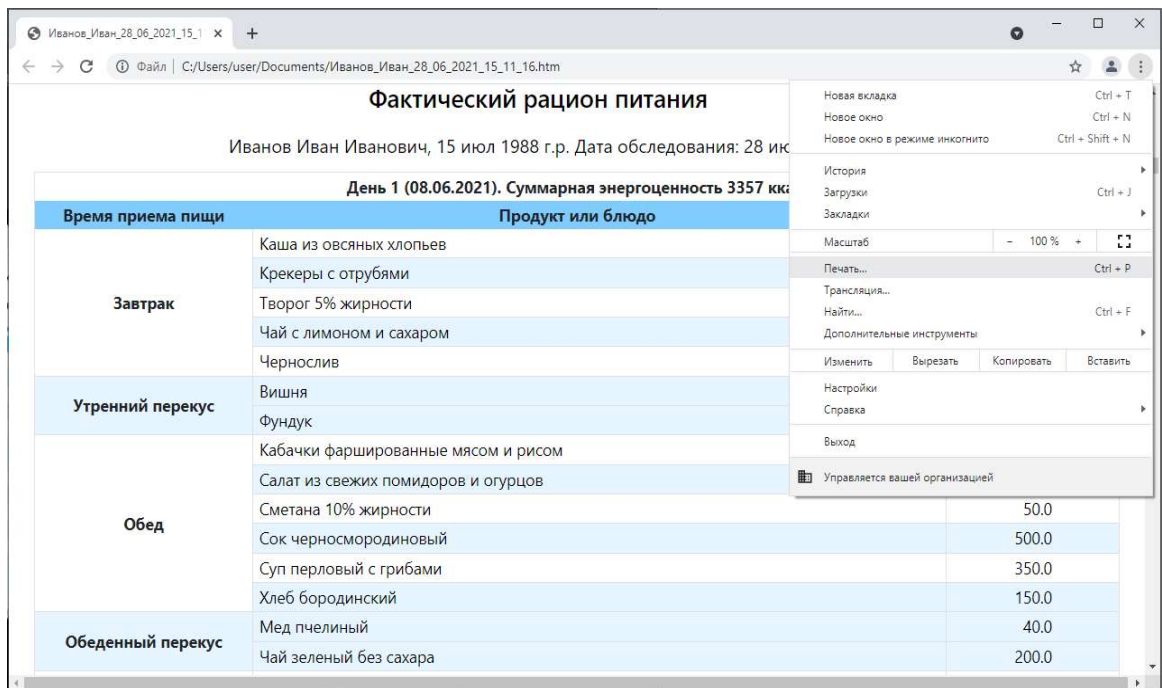 Иванов_Иван_28_06_2021_15_1
Файл | C:/Users/user/Documents/Иванов_Иван_28_06_2021_15_11_16.htm
Фактический рацион питания
Иванов Иван Иванович, 15 июл 1988 г.р. Дата обследования: 28 ию
День 1 (08.06.2021). Суммарная энергоценность 3357 кка
Время приема пищи Продукт или блюдо
Завтрак
Каша из овсяных хлопьев
Крекеры с отрубями
Творог 5% жирности
Чай с лимоном и сахаром
Чернослив
Утренний перекус
Вишня
Фундук
Обед
Кабачки фаршированные мясом и рисом
Салат из свежих помидоров и огурцов
Сметана 10% жирности 50.0
Сок черносмородиновый 500.0
Суп перловый с грибами 350.0
Хлеб бородинский 150.0
Обеденный перекус
Мед пчелиный 40.0
Чай зеленый без сахара 200.0
Новая вкладка Ctrl + T
Новое окно Ctrl + N
Новое окно в режиме инкогнито Ctrl + Shift + N
История
Загрузки Ctrl + J
Закладки
Масштаб - 100 % +
Печать... Ctrl + P
Трансляция...
Найти... Ctrl + F
Дополнительные инструменты
Изменить Вырезать Копировать Вставить
Настройки
Справка
Выход
Управляется вашей организацией